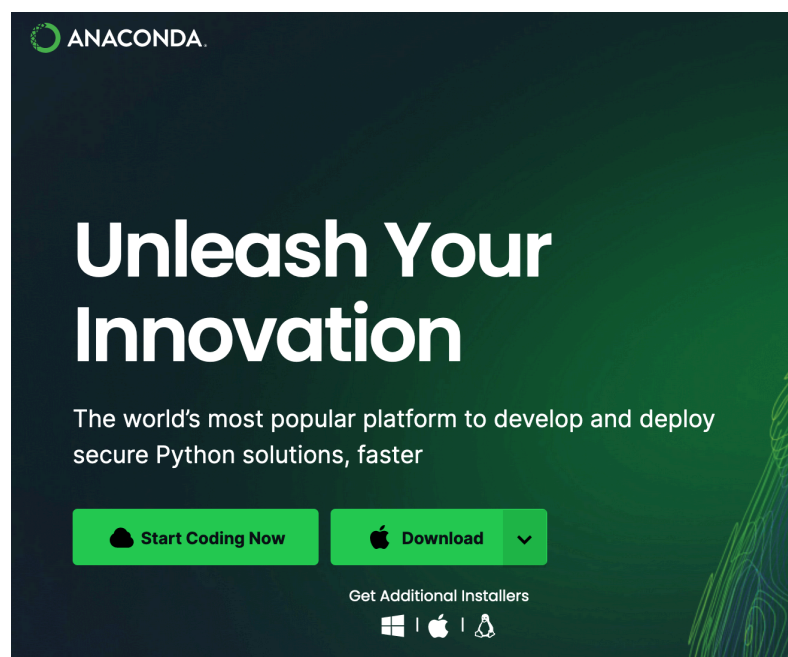 ANACONDA.
Unleash Your
Innovation
The world's most popular platform to develop and deploy
secure Python solutions, faster
Start Coding Now
Download
Get Additional Installers
| |